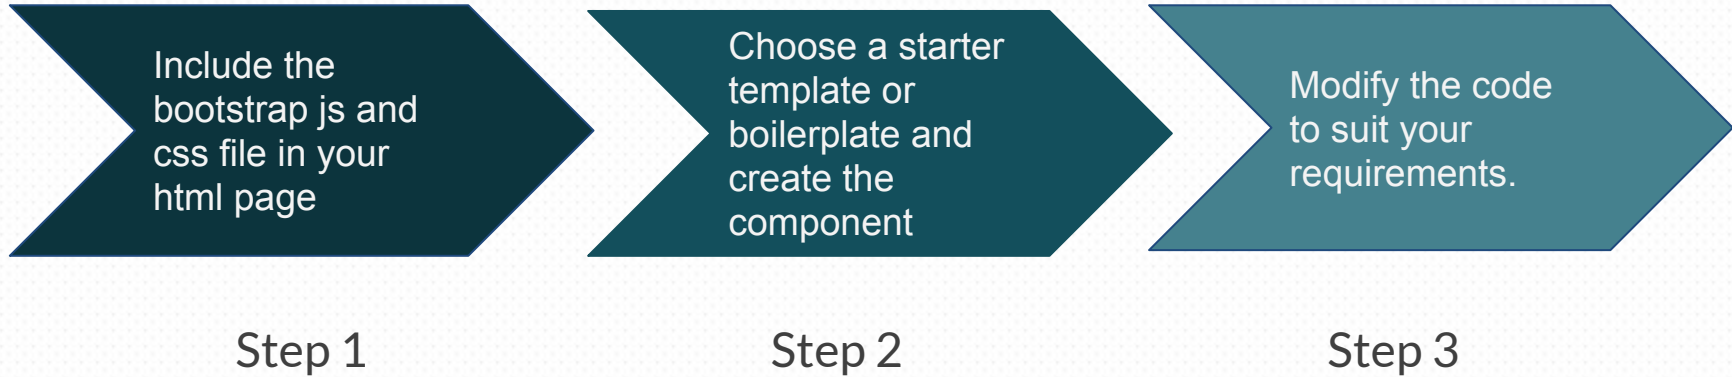 Include the
bootstrap js and
css file in your
html page
Choose a starter
template or
boilerplate and
create the
component
Modify the code
to suit your
requirements.
Step 1
Step 2
Step 3